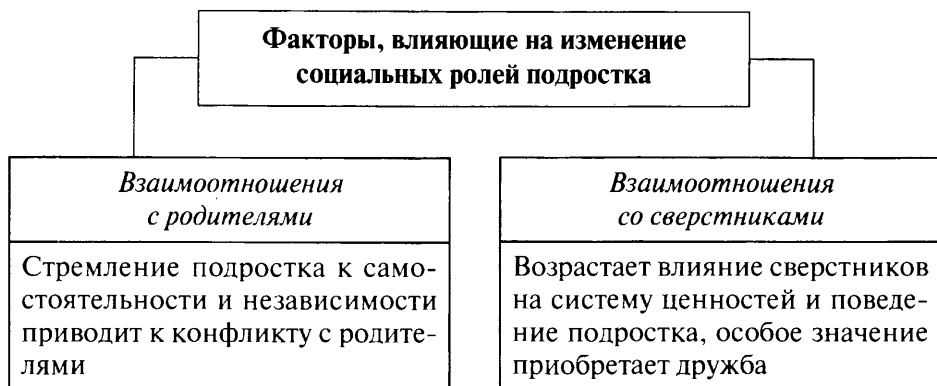 Факторы, влияющие на изменение
социальных ролей подростка
Взаимоотношения
с родителями
Стремление подростка к само-
стоятельности и независимости
приводит к конфликту с родите-
лями
Взаимоотношения
со сверстниками
Возрастает влияние сверстников
на систему ценностей и поведе-
ние подростка, особое значение
приобретает дружба